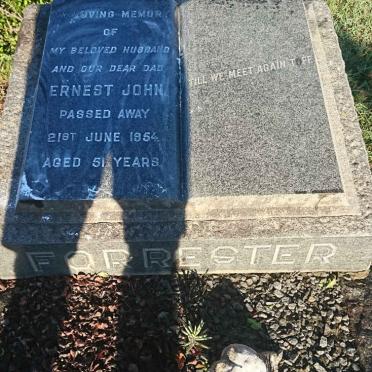 LOVING MEMORY
OF
MY BELOVED HUSBAND
AND OUR DEAR DAD
ERNEST JOHN
PASSED AWAY
21ST JUNE 1954
AGED 51 YEARS
TILL WE MEET AGAIN
FORRESTER